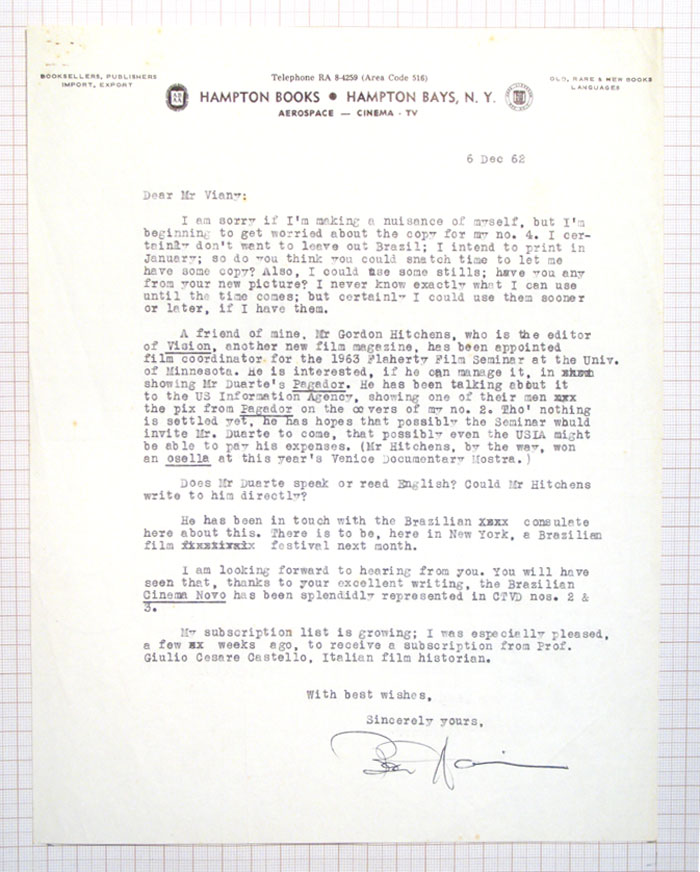 BOOKSELLERS, PUBLISHERS
IMPORT, EXPORT
Telephone RA 8-4259 (Area Code 516)
HAMPTON BOOKS ● HAMPTON BAYS, N. Y.
AEROSPACE — CINEMA - TV
OLD, RARE & NEW BOOKS
LANGUAGES
6 Dec 62
Dear Mr Viany:
I am sorry if I'm making a nuisance of myself, but I'm
beginning to get worried about the copy for my no. 4. I cer-
tainly don't want to leave out Brazil; I intend to print in
January; so do you think you could snatch time to let me
have some copy? Also, I could use some stills; have you any
from your new picture? I never know exactly what I can use
until the time comes; but certainly I could use them sooner
or later, if I have them.
A friend of mine, Mr Gordon Hitchens, who is the editor
of Vision, another new film magazine, has been appointed
film coordinator for the 1963 Flaherty Film Seminar at the Univ.
of Minnesota. He is interested, if he can manage it, in
showing Mr Duarte's Pagador. He has been talking about it
to the US Information Agency, showing one of their men xxx
the pix from Pagador on the covers of my no. 2. Tho' nothing
is settled yet, he has hopes that possibly the Seminar would
invite Mr. Duarte to come, that possibly even the USIA might
be able to pay his expenses. (Mr Hitchens, by the way, won
an osella at this year's Venice Documentary Mostra.)
Does Mr Duarte speak or read English? Could Mr Hitchens
write to him directly?
He has been in touch with the Brazilian xxxx consulate
here about this. There is to be, here in New York, a Brazilian
film festival next month.
I am looking forward to hearing from you. You will have
seen that, thanks to your excellent writing, the Brazilian
Cinema Novo has been splendidly represented in CTVD nos. 2 &
3.
My subscription list is growing; I was especially pleased,
a few weeks ago, to receive a subscription from Prof.
Giulio Cesare Castello, Italian film historian.
With best wishes,
Sincerely yours,